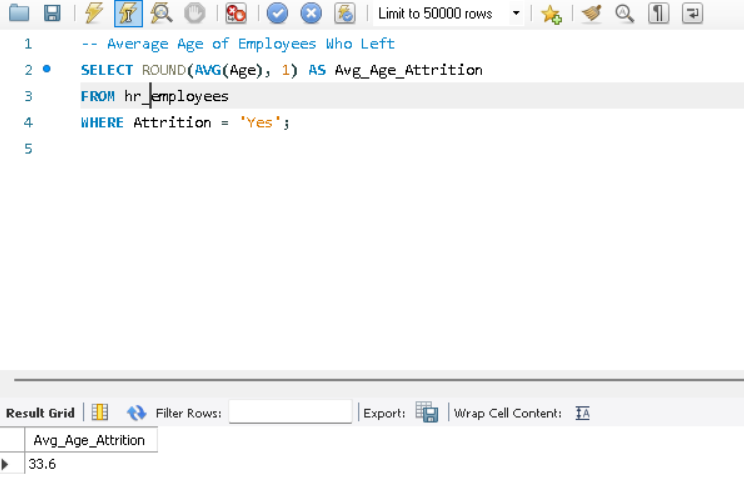 Limit to 50000 rows
1 -- Average Age of Employees Who Left
2 SELECT ROUND(AVG(Age), 1) AS Avg_Age_Attrition
3 FROM hr_employees
4 WHERE Attrition = 'Yes';
5
Result Grid Filter Rows: Export: Wrap Cell Content: IA
Avg_Age_Attrition
33.6